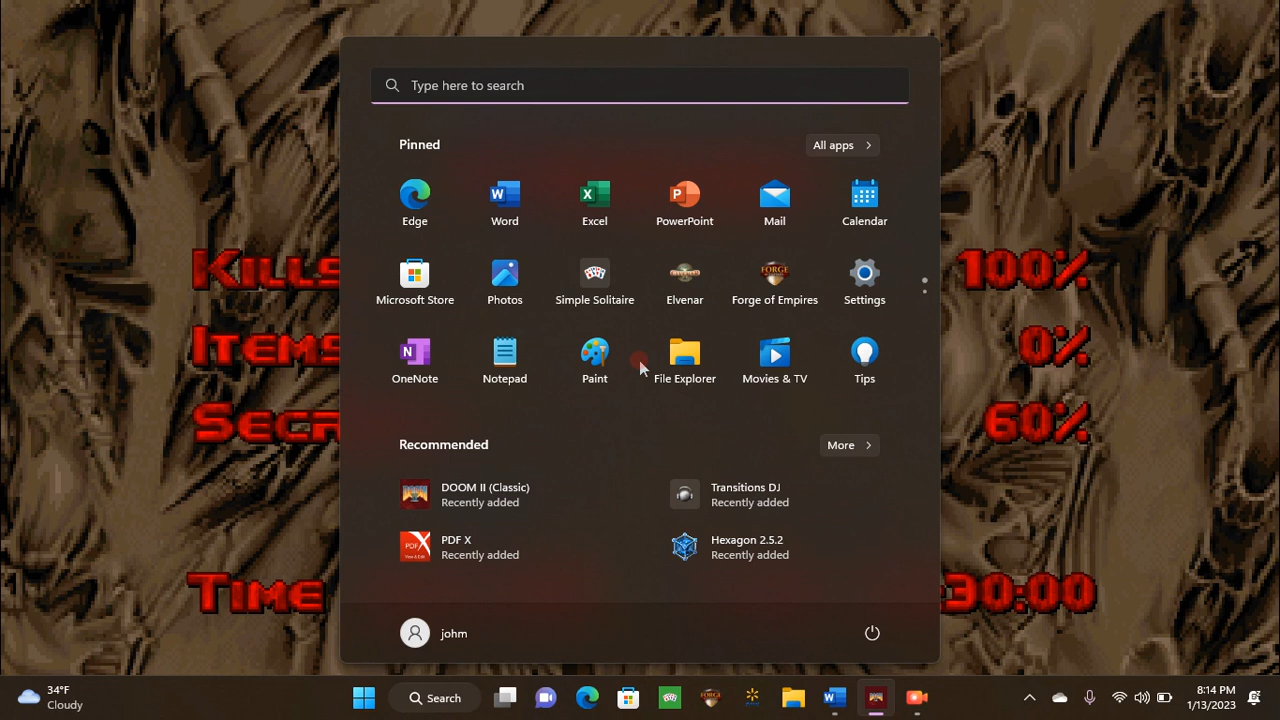 Type here to search
Pinned
All apps
Edge
Word
Excel
PowerPoint
Mail
Calendar
Microsoft Store
Photos
Simple Solitaire
Elvenar
Forge of Empires
Settings
OneNote
Notepad
Paint
File Explorer
Movies & TV
Tips
Kills 100%
Items 0%
Secr 60%
Time 30:00
Recommended
More
DOOM II (Classic)
Recently added
Transitions DJ
Recently added
PDF X
Recently added
Hexagon 2.5.2
Recently added
johm
34°F
Cloudy
Search
8:14 PM
1/13/2023